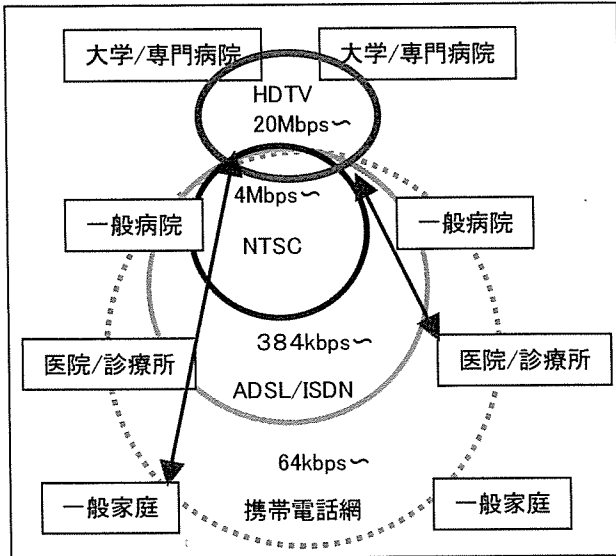 大学/専門病院
大学/専門病院
HDTV
20Mbps~
4Mbps~
一般病院
一般病院
NTSC
384kbps~
医院/診療所
医院/診療所
ADSL/ISDN
64kbps~
一般家庭
携帯電話網
一般家庭